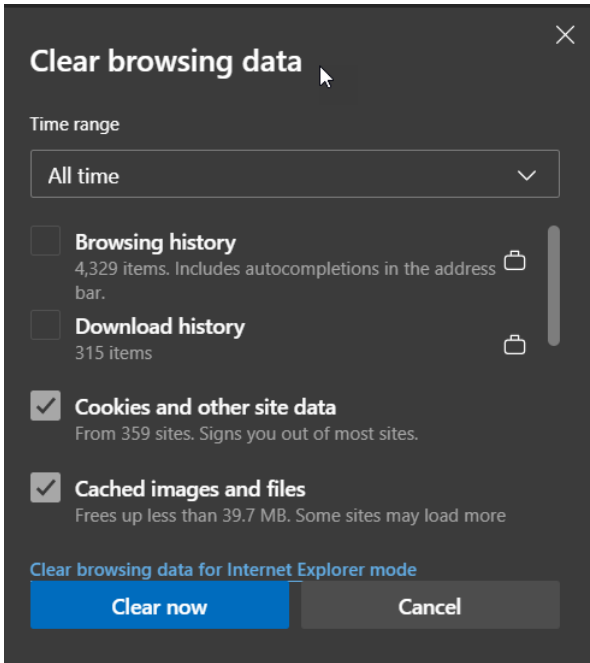 Clear browsing data
Time range
All time
Browsing history
4,329 items. Includes autocompletions in the address
bar.
Download history
315 items
Cookies and other site data
From 359 sites. Signs you out of most sites.
Cached images and files
Frees up less than 39.7 MB. Some sites may load more
Clear browsing data for Internet Explorer mode
Clear now
Cancel